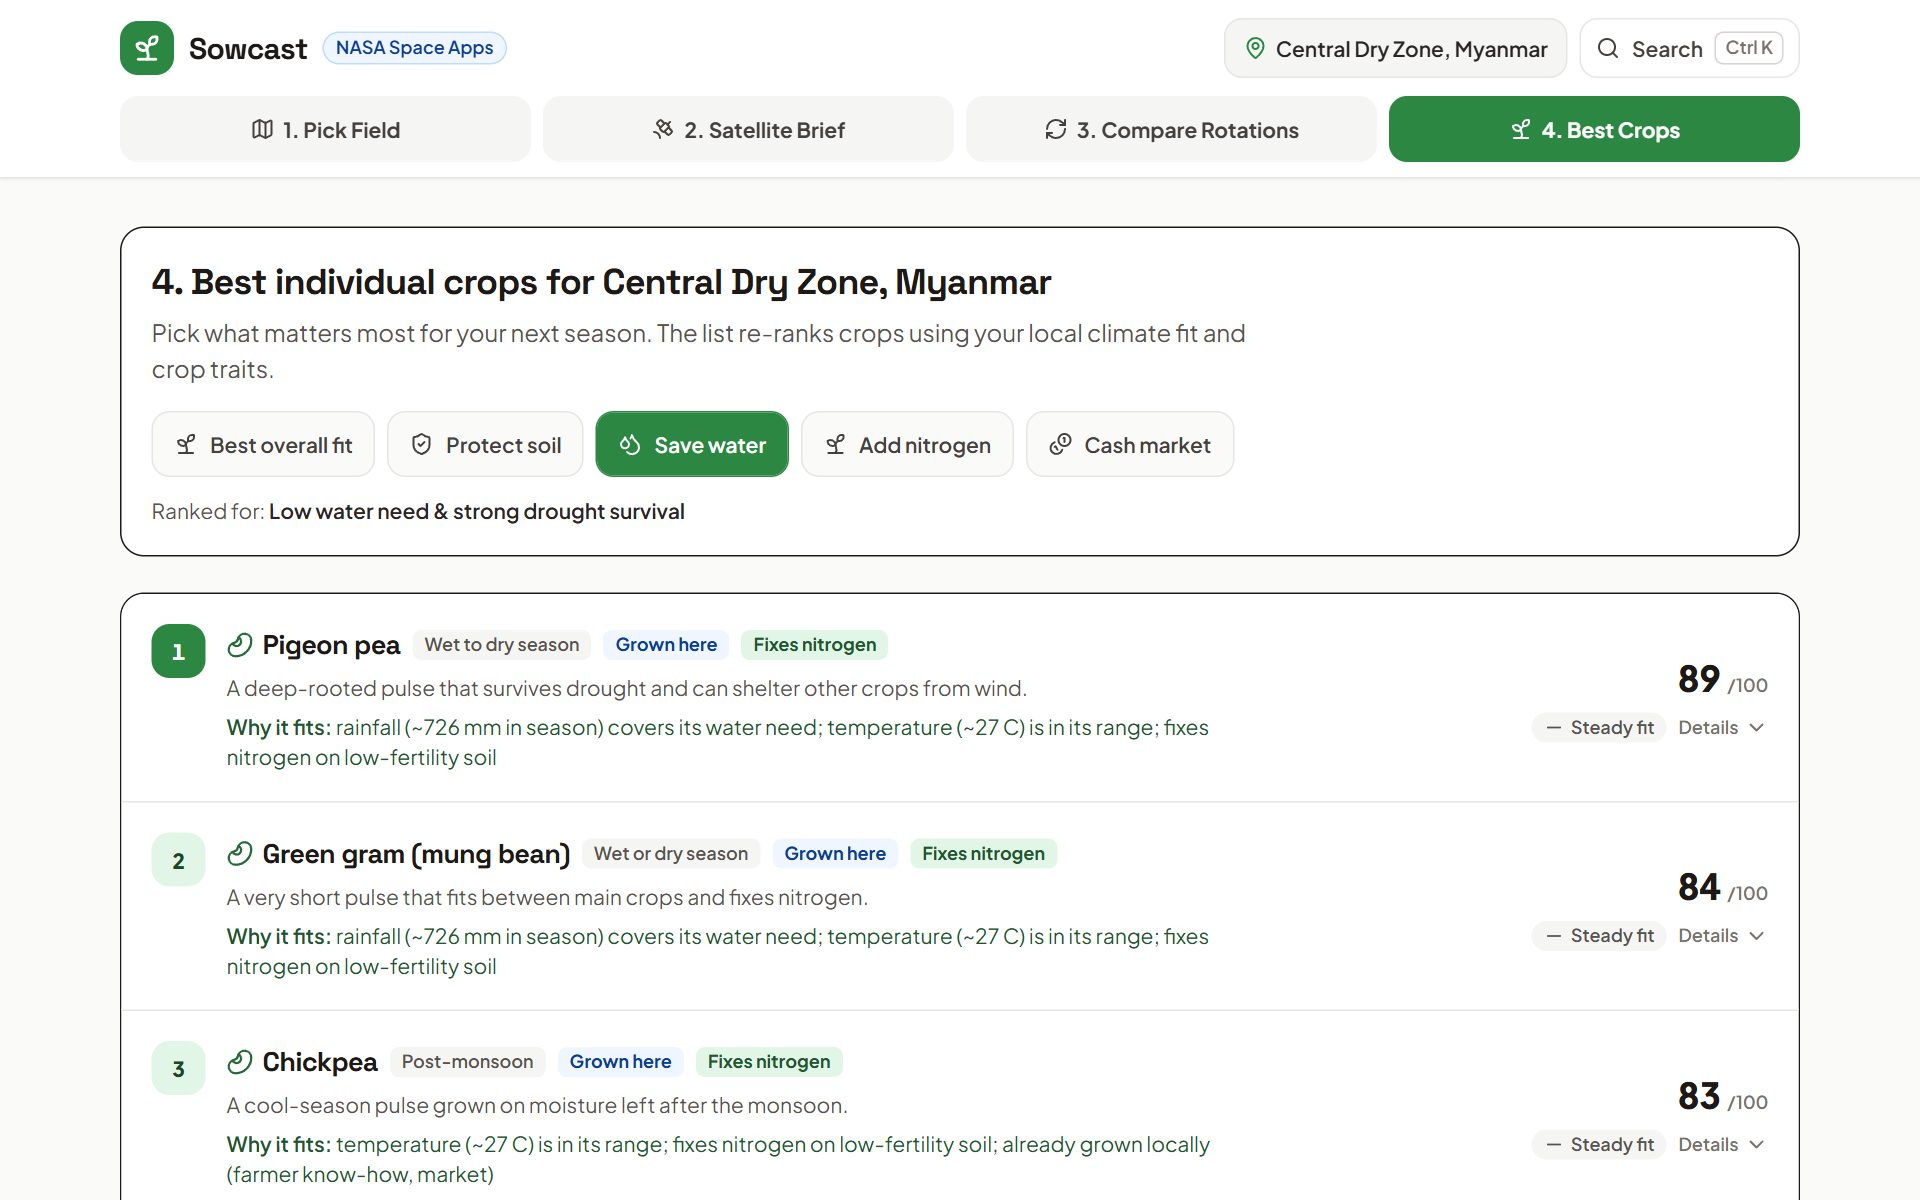 Sowcast
NASA Space Apps
Central Dry Zone, Myanmar
Search
Ctrl K
1. Pick Field
2. Satellite Brief
3. Compare Rotations
4. Best Crops
4. Best individual crops for Central Dry Zone, Myanmar
Pick what matters most for your next season. The list re-ranks crops using your local climate fit and
crop traits.
Best overall fit
Protect soil
Save water
Add nitrogen
Cash market
Ranked for: Low water need & strong drought survival
1
Pigeon pea
Wet to dry season
Grown here
Fixes nitrogen
A deep-rooted pulse that survives drought and can shelter other crops from wind.
Why it fits: rainfall (~726 mm in season) covers its water need; temperature (~27 C) is in its range; fixes
nitrogen on low-fertility soil
89 /100
Steady fit
Details
2
Green gram (mung bean)
Wet or dry season
Grown here
Fixes nitrogen
A very short pulse that fits between main crops and fixes nitrogen.
Why it fits: rainfall (~726 mm in season) covers its water need; temperature (~27 C) is in its range; fixes
nitrogen on low-fertility soil
84 /100
Steady fit
Details
3
Chickpea
Post-monsoon
Grown here
Fixes nitrogen
A cool-season pulse grown on moisture left after the monsoon.
Why it fits: temperature (~27 C) is in its range; fixes nitrogen on low-fertility soil; already grown locally
(farmer know-how, market)
83 /100
Steady fit
Details